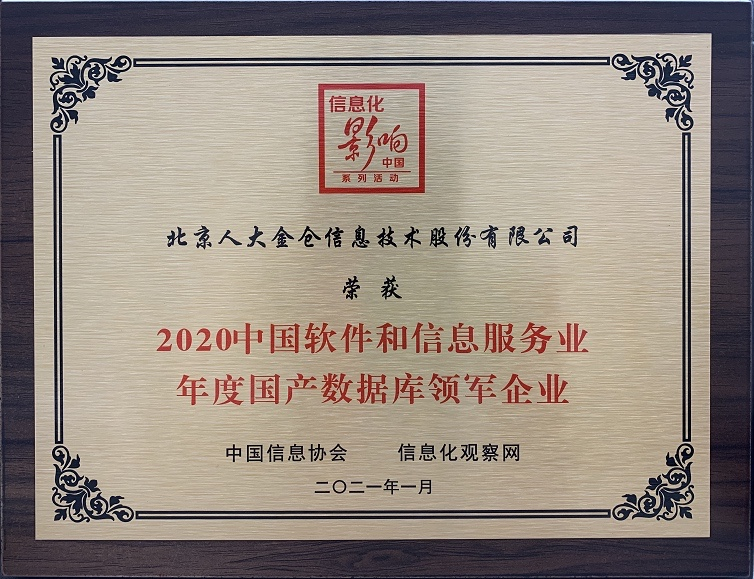 信息化
影响
中国
系列活动
北京人大金仓信息技术股份有限公司
荣获
2020中国软件和信息服务业
年度国产数据库领军企业
中国信息协会 信息化观察网
二〇二一年一月